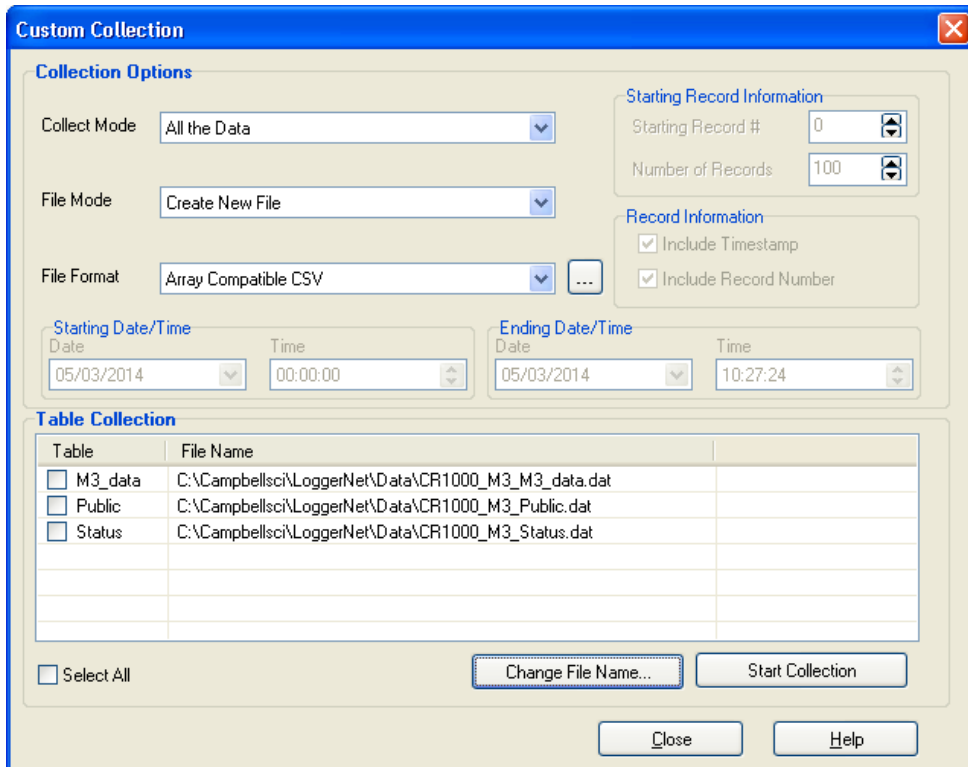 Custom Collection
Collection Options
Collect Mode All the Data
File Mode Create New File
File Format Array Compatible CSV ...
Starting Record Information
Starting Record # 0
Number of Records 100
Record Information
Include Timestamp
Include Record Number
Starting Date/Time
Date Time
05/03/2014 00:00:00
Ending Date/Time
Date Time
05/03/2014 10:27:24
Table Collection
Table File Name
M3_data C:\Campbellsci\LoggerNet\Data\CR1000_M3_M3_data.dat
Public C:\Campbellsci\LoggerNet\Data\CR1000_M3_Public.dat
Status C:\Campbellsci\LoggerNet\Data\CR1000_M3_Status.dat
Select All Change File Name... Start Collection
Close Help